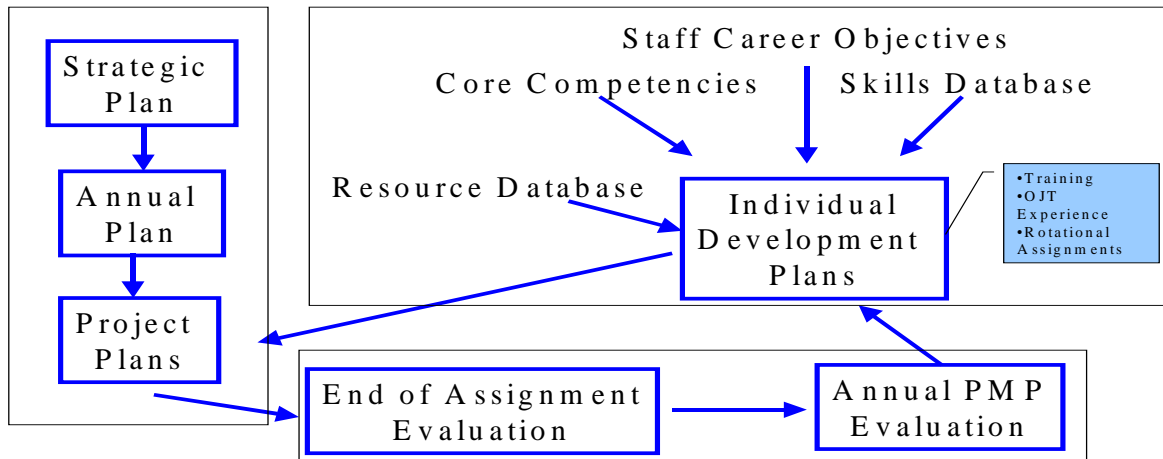 Strategic
Plan
Annual
Plan
Project
Plans
Staff Career Objectives
Core Competencies
Skills Database
Resource Database
Individual
Development
Plans
•Training
•OJT
Experience
•Rotational
Assignments
End of Assignment
Evaluation
Annual PMP
Evaluation